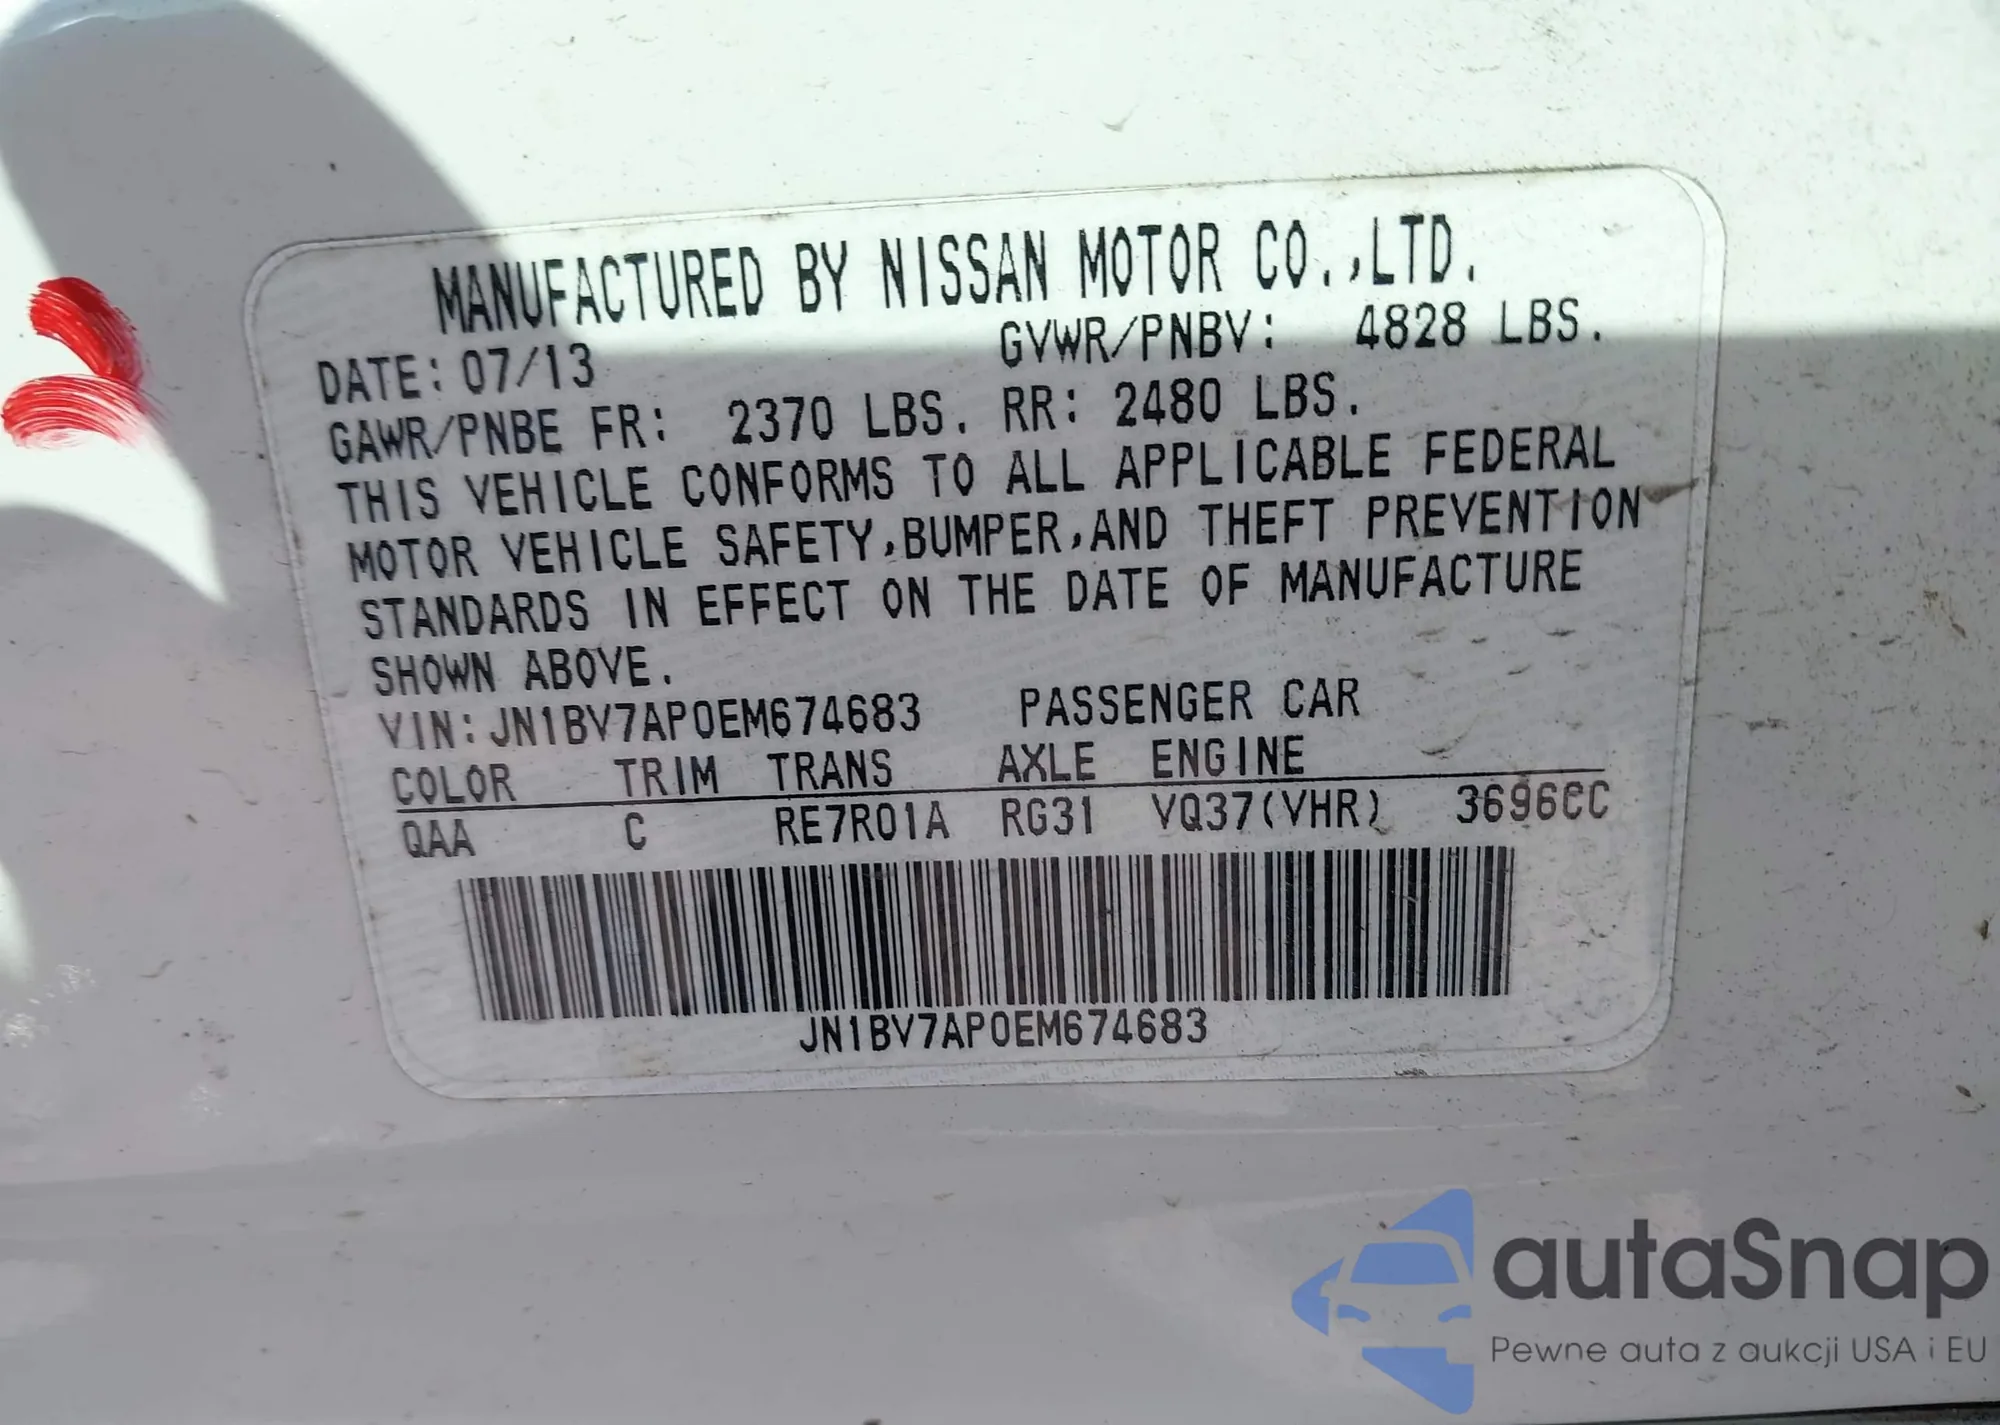 MANUFACTURED BY NISSAN MOTOR CO.,LTD.
DATE: 07/13 GVWR/PNBV: 4828 LBS.
GAWR/PNBE FR: 2370 LBS. RR: 2480 LBS.
THIS VEHICLE CONFORMS TO ALL APPLICABLE FEDERAL
MOTOR VEHICLE SAFETY,BUMPER,AND THEFT PREVENTION
STANDARDS IN EFFECT ON THE DATE OF MANUFACTURE
SHOWN ABOVE.
VIN: JN1BV7AP0EM674683 PASSENGER CAR
COLOR TRIM TRANS AXLE ENGINE
QAA C RE7R01A RG31 VQ37(VHR) 3696CC
JN1BV7AP0EM674683
autaSnap
Pewne auta z aukcji USA i EU